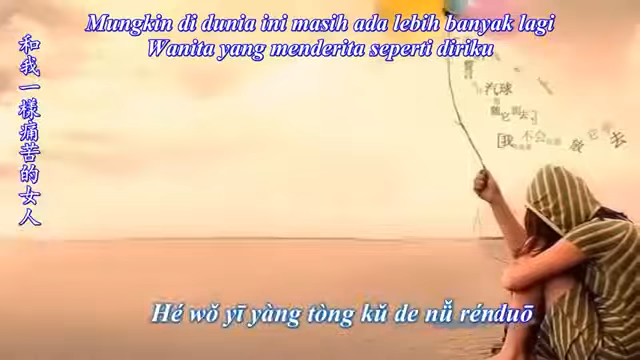 Mungkin di dunia ini masih ada lebih banyak lagi
Wanita yang menderita seperti diriku
和我一樣痛苦的女人
汽球
[我 不会
Hé wǒ yī yàng tòng kǔ de nǚ rénduō